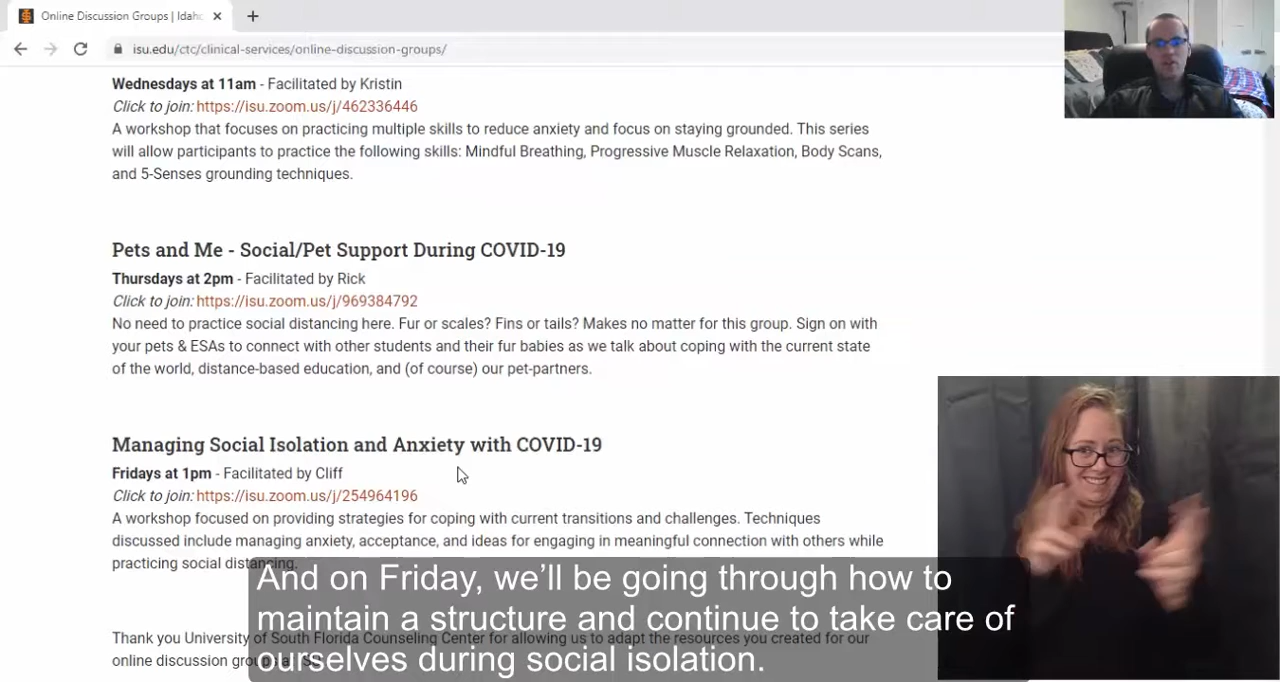 Online Discussion Groups | Idaho
isu.edu/ctc/clinical-services/online-discussion-groups/
Wednesdays at 11am - Facilitated by Kristin
Click to join: https://isu.zoom.us/j/462336446
A workshop that focuses on practicing multiple skills to reduce anxiety and focus on staying grounded. This series
will allow participants to practice the following skills: Mindful Breathing, Progressive Muscle Relaxation, Body Scans,
and 5-Senses grounding techniques.
Pets and Me - Social/Pet Support During COVID-19
Thursdays at 2pm - Facilitated by Rick
Click to join: https://isu.zoom.us/j/969384792
No need to practice social distancing here. Fur or scales? Fins or tails? Makes no matter for this group. Sign on with
your pets & ESAs to connect with other students and their fur babies as we talk about coping with the current state
of the world, distance-based education, and (of course) our pet-partners.
Managing Social Isolation and Anxiety with COVID-19
Fridays at 1pm - Facilitated by Cliff
Click to join: https://isu.zoom.us/j/254964196
A workshop focused on providing strategies for coping with current transitions and challenges. Techniques
discussed include managing anxiety, acceptance, and ideas for engaging in meaningful connection with others while
practicing social distancing.
Thank you University of South Florida Counseling Center for allowing us to adapt the resources you created for our
online discussion group
And on Friday, we'll be going through how to
maintain a structure and continue to take care of
ourselves during social isolation.